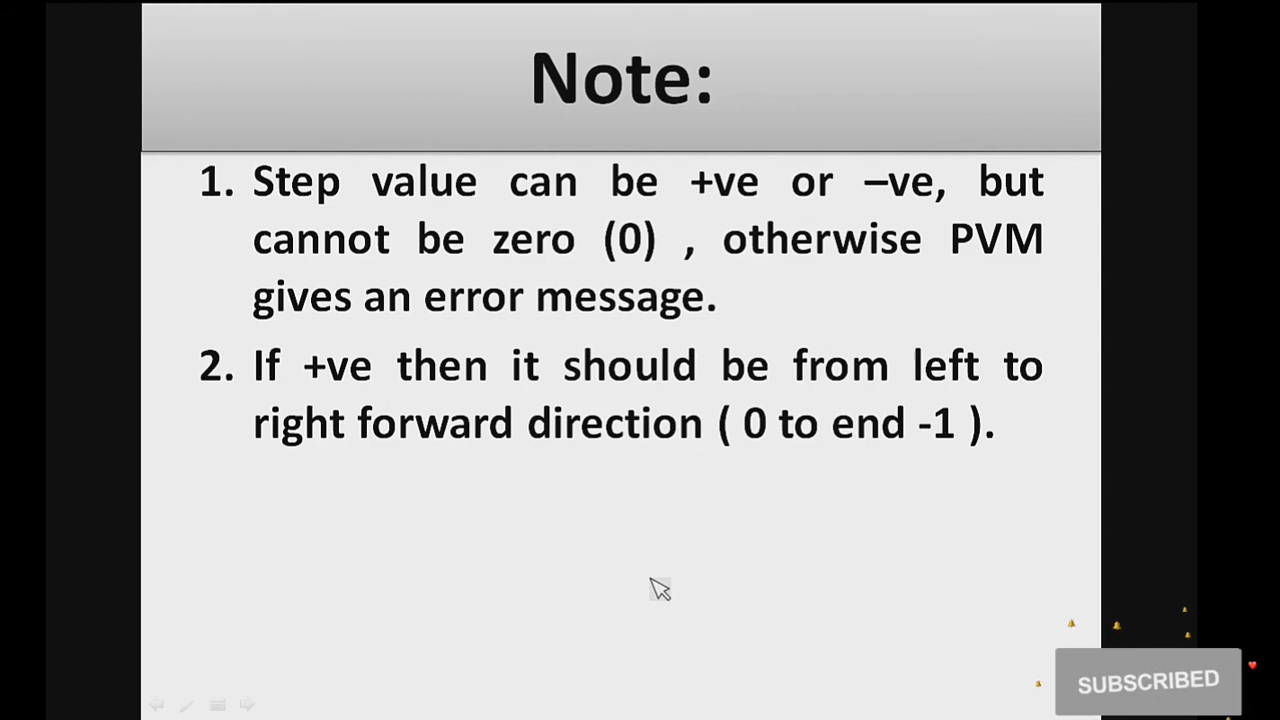 Note:
1. Step value can be +ve or –ve, but
cannot be zero (0) , otherwise PVM
gives an error message.
2. If +ve then it should be from left to
right forward direction ( 0 to end -1 ).
SUBSCRIBED